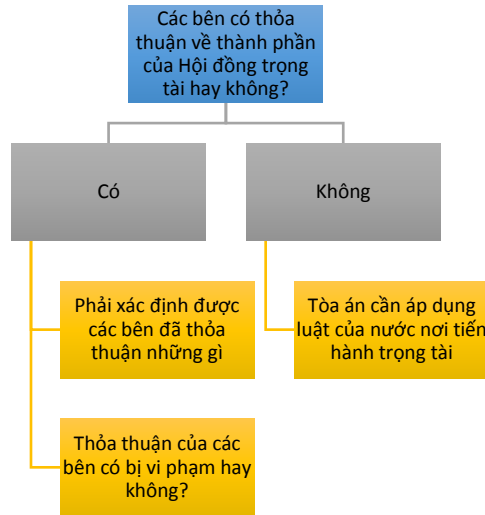 Các bên có thỏa
thuận về thành phần
của Hội đồng trọng
tài hay không?
Có
Không
Phải xác định được
các bên đã thỏa
thuận những gì
Tòa án cần áp dụng
luật của nước nơi tiến
hành trọng tài
Thỏa thuận của các
bên có bị vi phạm hay
không?